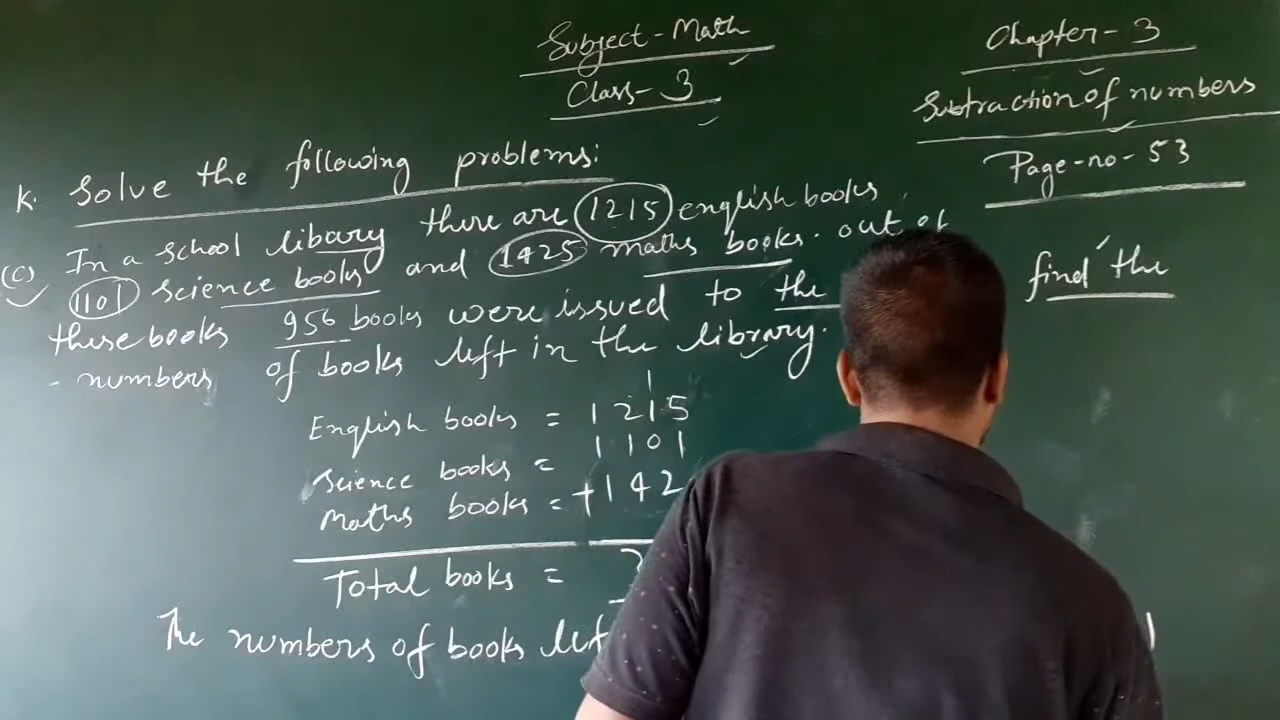 Subject - Math
Class - 3
Chapter - 3
Subtraction of numbers
Page - no - 53
K. Solve the following problems:
(c) In a school libary there are 1215 english books
1101 science books and 1425 maths books. out of
these books 956 books were issued to the find the
- numbers of books left in the library.
1
English books = 1215
Science books = 1101
Maths books = +142
Total books =
The numbers of books left